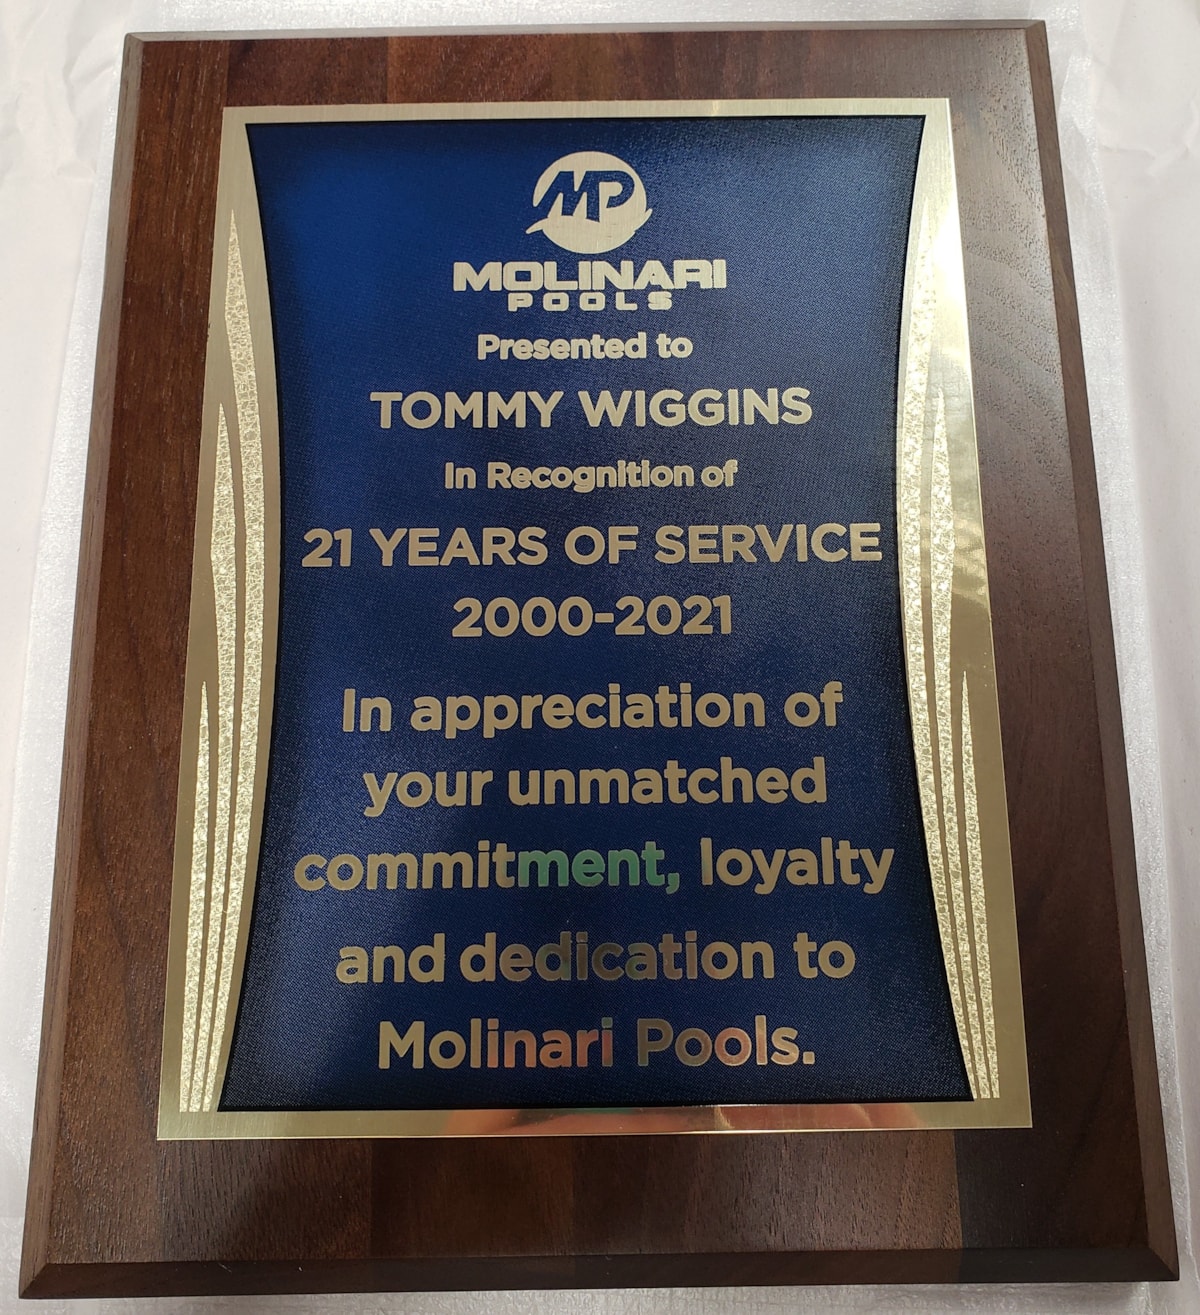 MP
MOLINARI
POOLS
Presented to
TOMMY WIGGINS
In Recognition of
21 YEARS OF SERVICE
2000-2021
In appreciation of
your unmatched
commitment, loyalty
and dedication to
Molinari Pools.